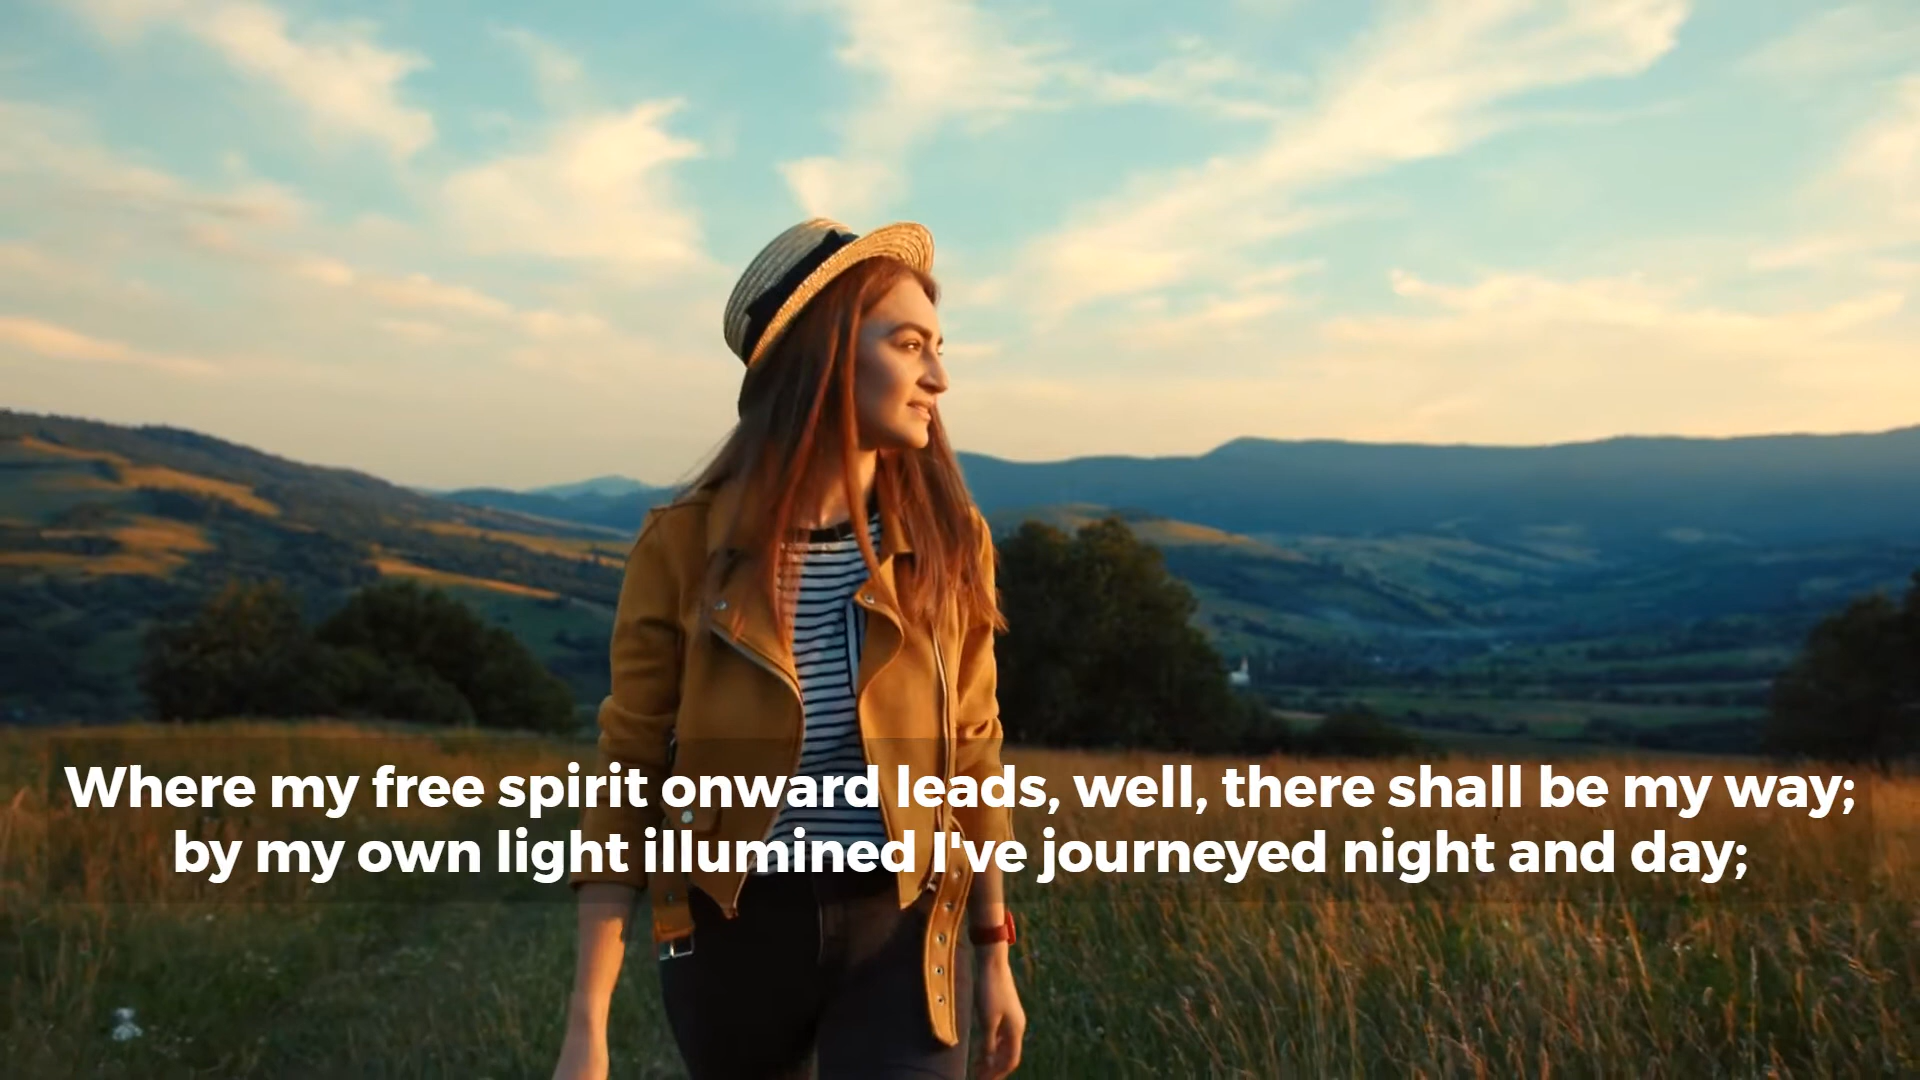 Where my free spirit onward leads, well, there shall be my way;
by my own light illumined I've journeyed night and day;